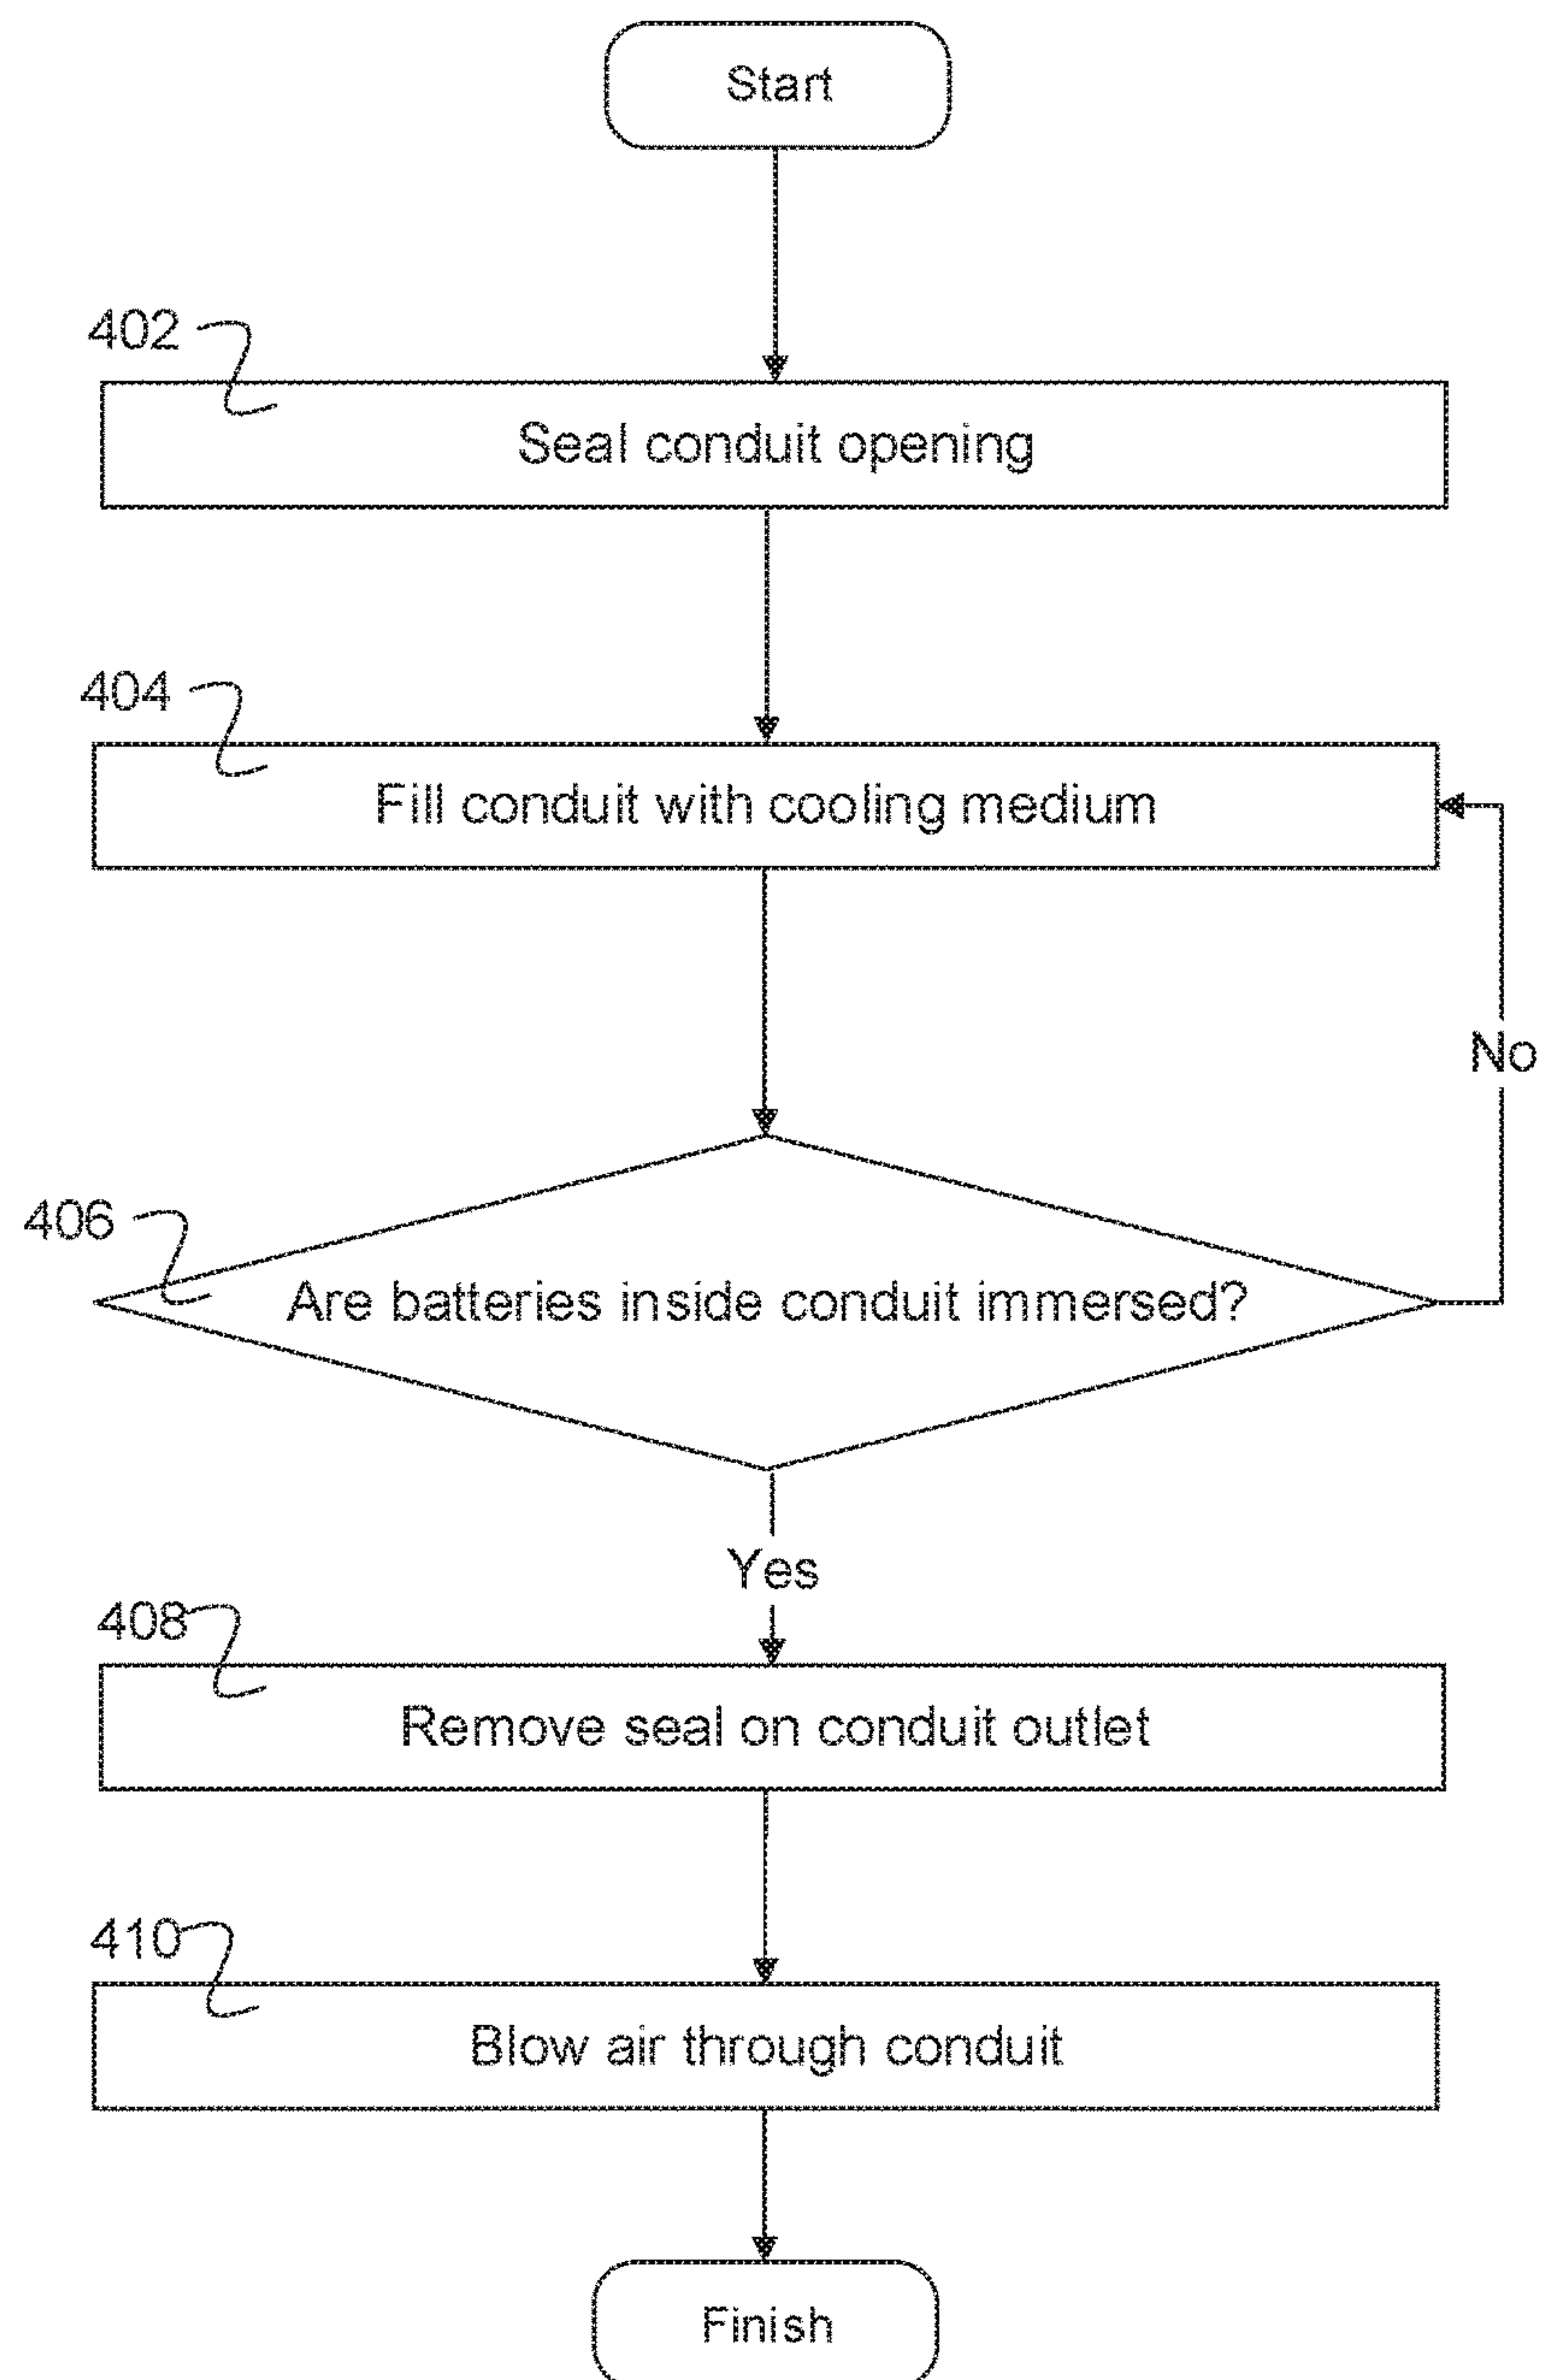 Start
402
Seal conduit opening
404
Fill conduit with cooling medium
No
406
Are batteries inside conduit immersed?
Yes
408
Remove seal on conduit outlet
410
Blow air through conduit
Finish